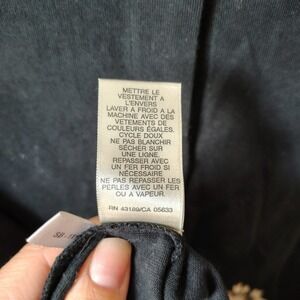 METTRE LE
VESTEMENT A
L'ENVERS
LAVER A FROID A LA
MACHINE AVEC DES
VETEMENTS DE
COULEURS ÉGALES.
CYCLE DOUX
NE PAS BLANCHIR
SÉCHER SUR
UNE LIGNE.
REPASSER AVEC
UN FER FROID SI
NÉCESSAIRE
NE PAS REPASSER LES
PERLES AVEC UN FER
OU A VAPEUR.
RN 43189/CA 05633